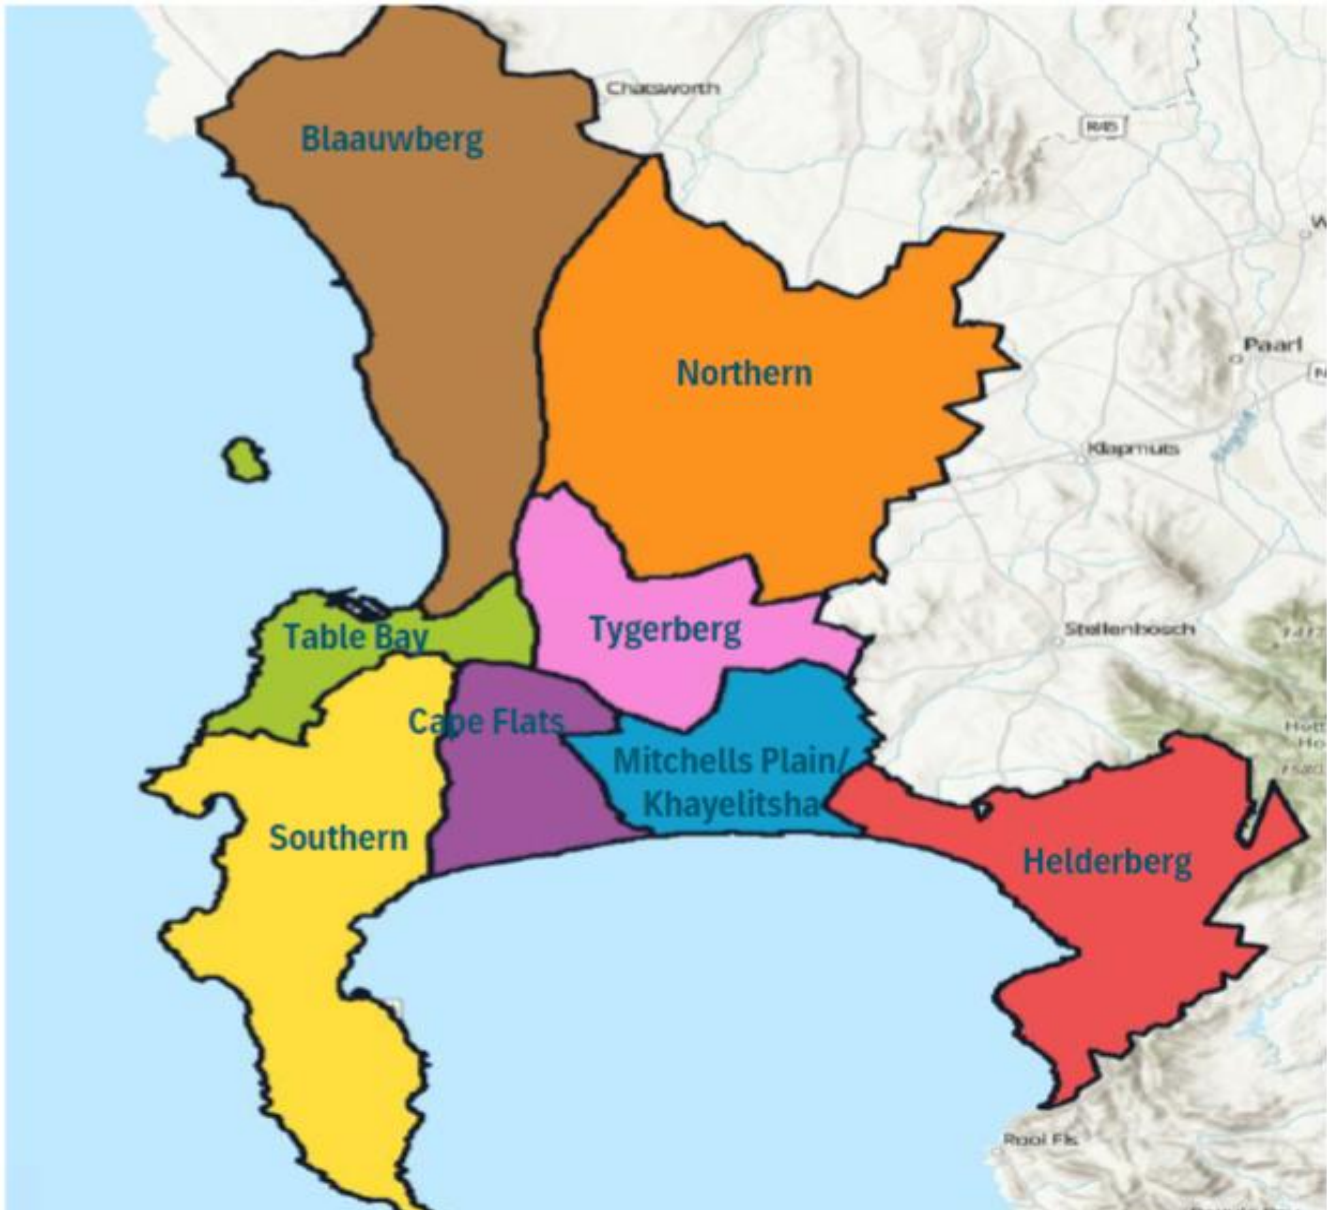 Chatsworth
R45
Blaauwberg
W
Paarl
N
Northern
Klapmuts
Stellenbosch
Table Bay
Tygerberg
Cape Flats
Mitchells Plain/
Khayelitsha
Southern
Helderberg
Rooi Els